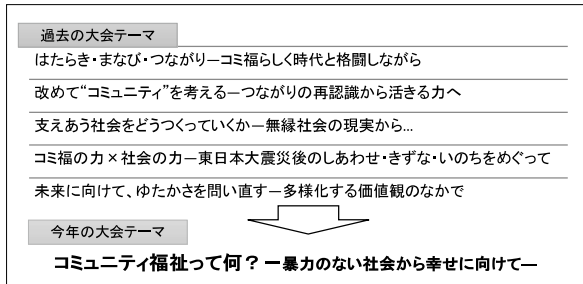 過去の大会テーマ
はたらき・まなび・つながり―コミ福らしく時代と格闘しながら
改めて“コミュニティ”を考える―つながりの再認識から活きる力へ
支えあう社会をどうつくっていくか―無縁社会の現実から...
コミ福の力×社会の力―東日本大震災後のしあわせ・きずな・いのちをめぐって
未来に向けて、ゆたかさを問い直す―多様化する価値観のなかで
今年の大会テーマ
コミュニティ福祉って何？ー暴力のない社会から幸せに向けて―